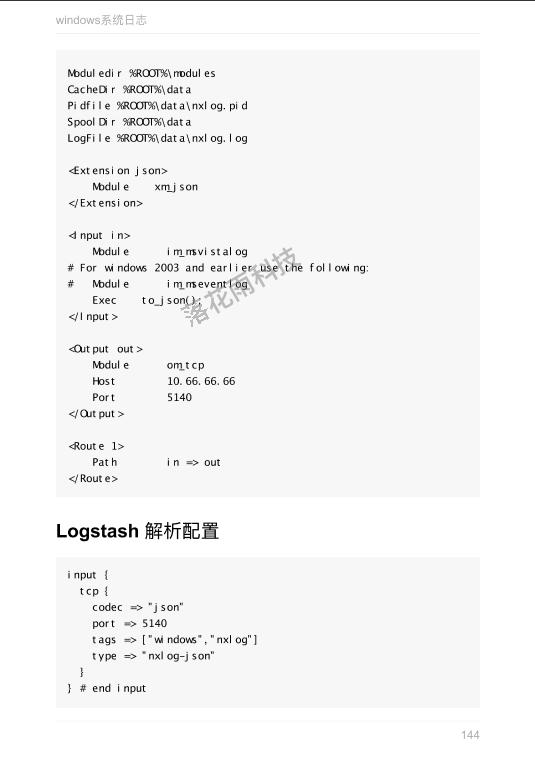 windows系统日志
Moduledir %ROOT%\modules
CacheDir %ROOT%\data
Pidfile %ROOT%\data\nxlog.pid
SpoolDir %ROOT%\data
LogFile %ROOT%\data\nxlog.log
<Extension json>
    Module    xm_json
</Extension>
<Input in>
    Module      im_msvistalog
# For windows 2003 and earlier use the following:
#   Module      im_mseventlog
    Exec    to_json();
</Input>
落花雨科技
<Output out>
    Module      om_tcp
    Host        10.66.66.66
    Port        5140
</Output>
<Route 1>
    Path        in => out
</Route>
Logstash 解析配置
input {
  tcp {
    codec => "json"
    port => 5140
    tags => ["windows","nxlog"]
    type => "nxlog-json"
  }
} # end input
144